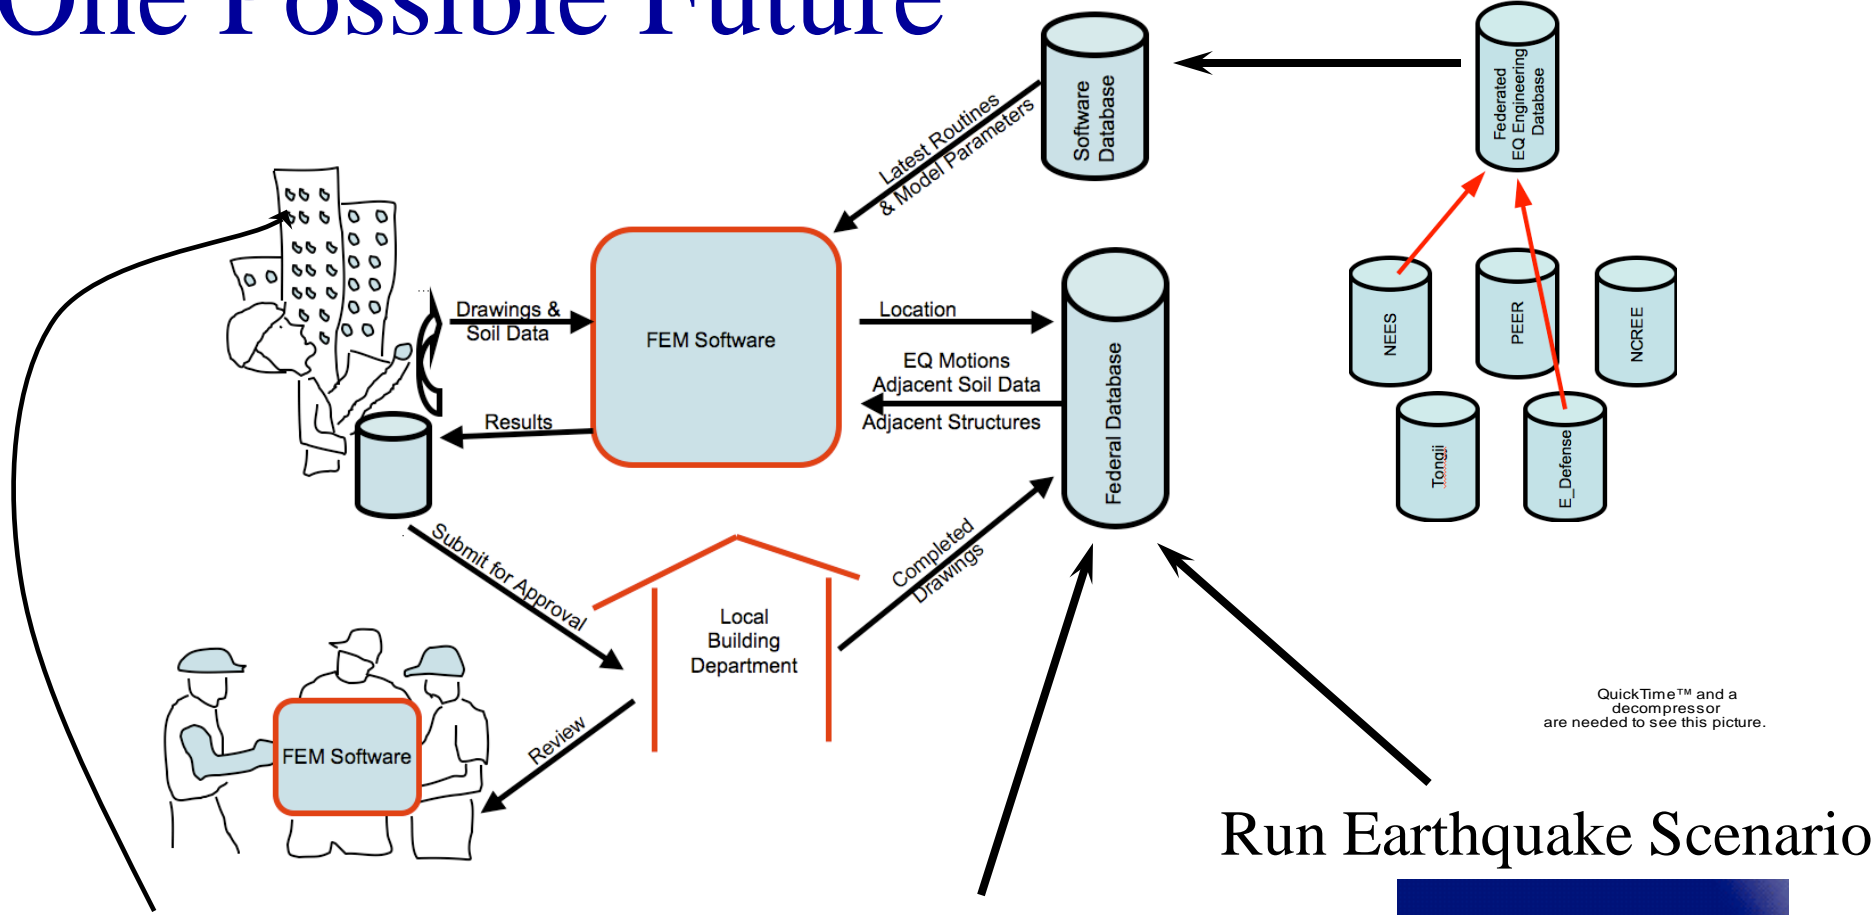 One Possible Future
Software
Database
Federated
EQ Engineering
Database
Latest Routines
& Model Parameters
Drawings &
Soil Data
FEM Software
Location
EQ Motions
Adjacent Soil Data
Adjacent Structures
Results
Federal Database
NEES
PEER
NCREE
Tongji
E_Defense
Submit for Approval
Completed
Drawings
Local
Building
Department
Review
FEM Software
QuickTime™ and a
decompressor
are needed to see this picture.
Run Earthquake Scenario